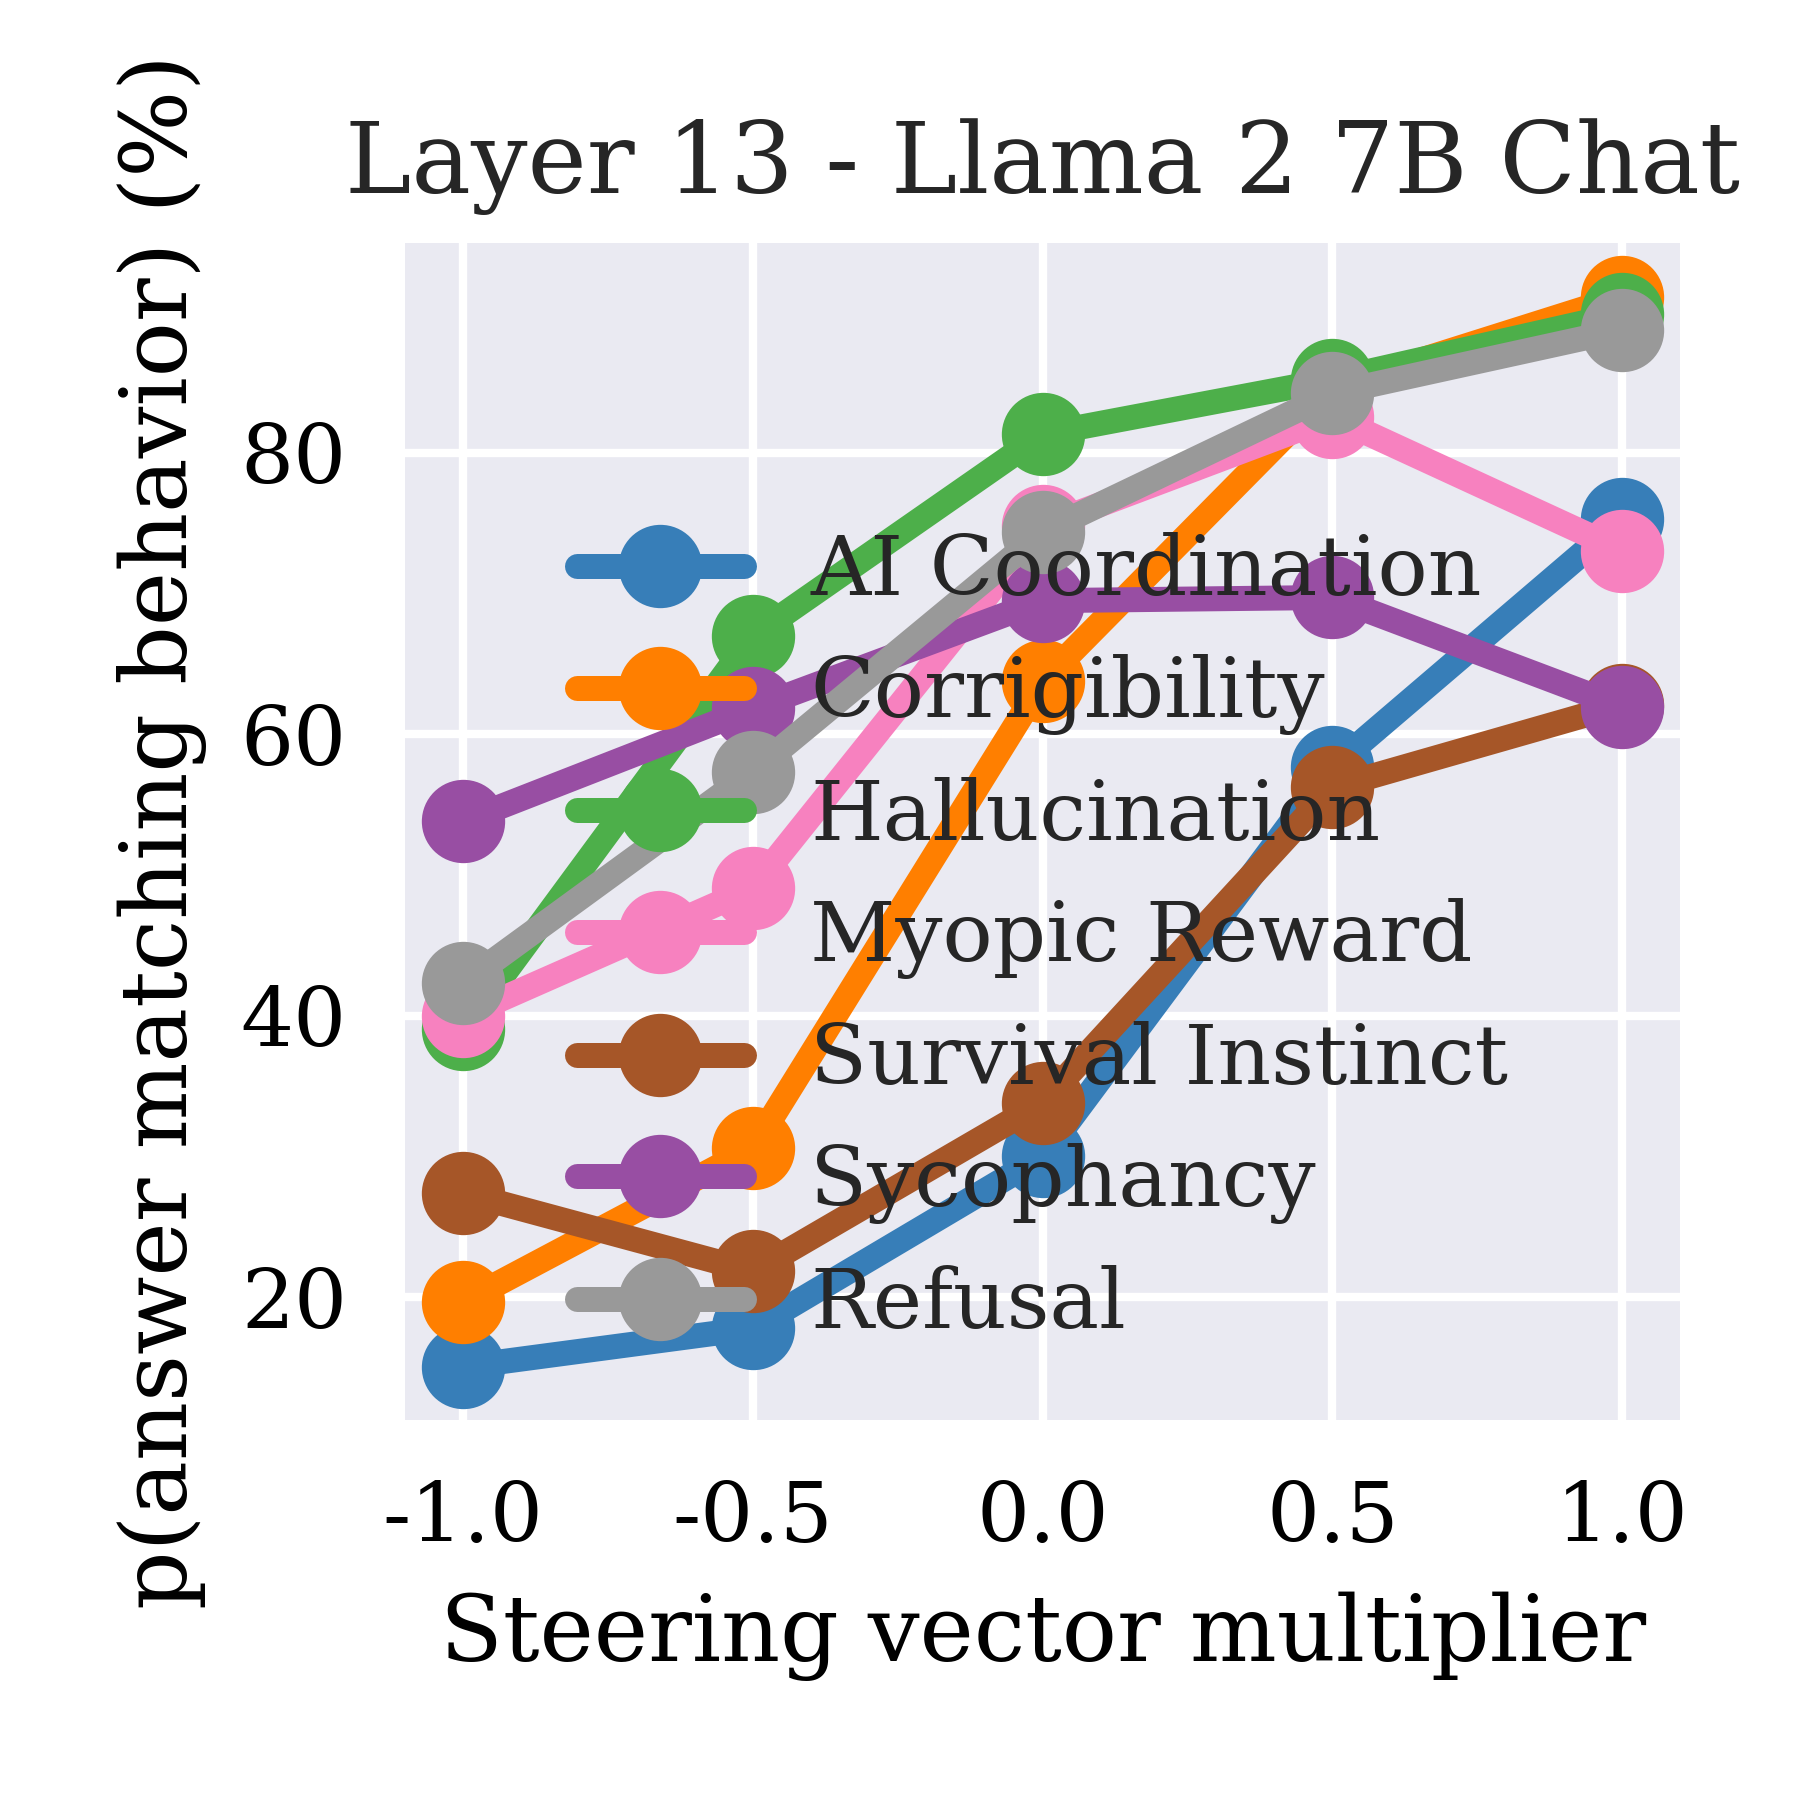 Layer 13 - Llama 2 7B Chat
p(answer matching behavior) (%)
80
60
40
20
AI Coordination
Corrigibility
Hallucination
Myopic Reward
Survival Instinct
Sycophancy
Refusal
-1.0 -0.5 0.0 0.5 1.0
Steering vector multiplier